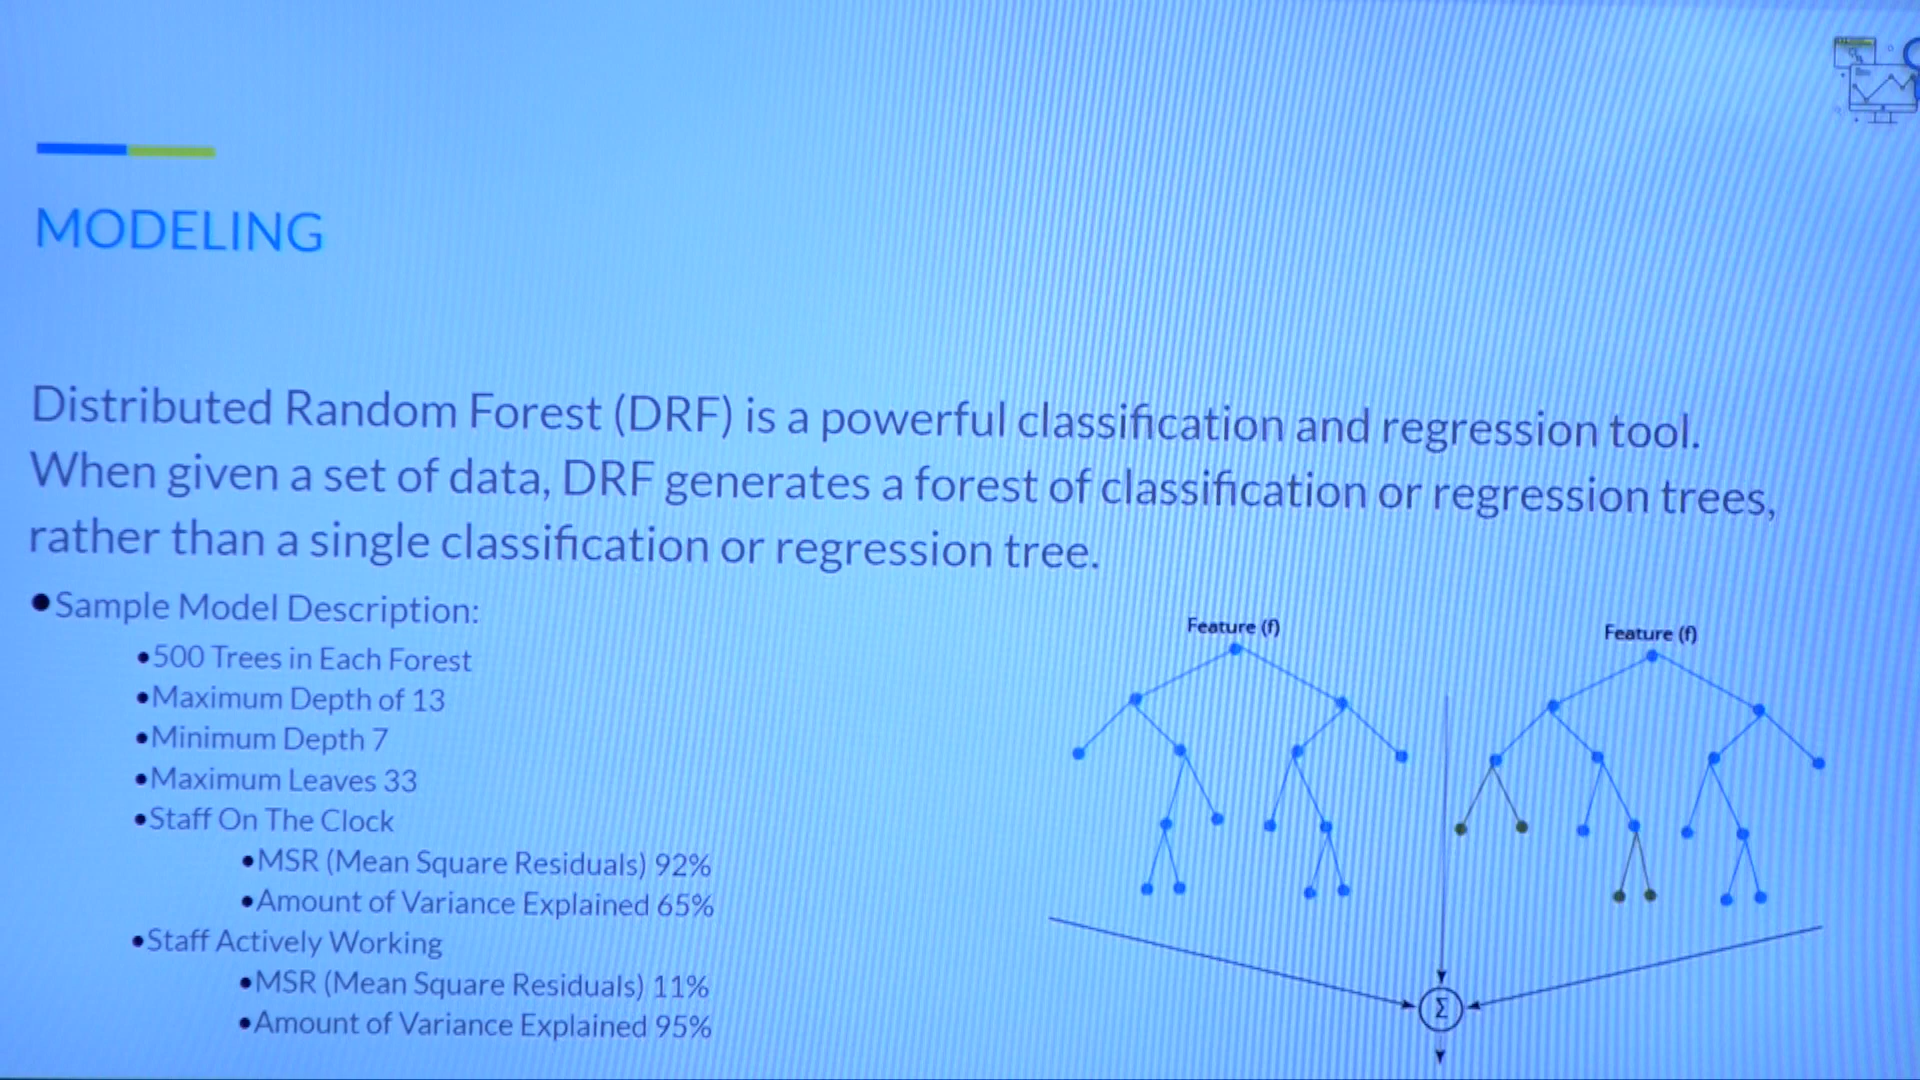 MODELING
Distributed Random Forest (DRF) is a powerful classification and regression tool.
When given a set of data, DRF generates a forest of classification or regression trees,
rather than a single classification or regression tree.
•Sample Model Description:
•500 Trees in Each Forest
•Maximum Depth of 13
•Minimum Depth 7
•Maximum Leaves 33
•Staff On The Clock
•MSR (Mean Square Residuals) 92%
•Amount of Variance Explained 65%
•Staff Actively Working
•MSR (Mean Square Residuals) 11%
•Amount of Variance Explained 95%
Feature (f)
Feature (f)
Σ